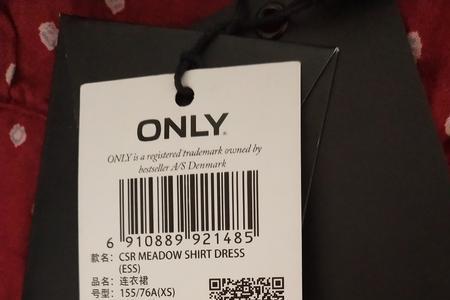 ONLY®
ONLY is a registered trademark owned by
bestseller A/S Denmark
6 910889 921485
款名: CSR MEADOW SHIRT DRESS
(ESS)
品名: 连衣裙
号型: 155/76A(XS)